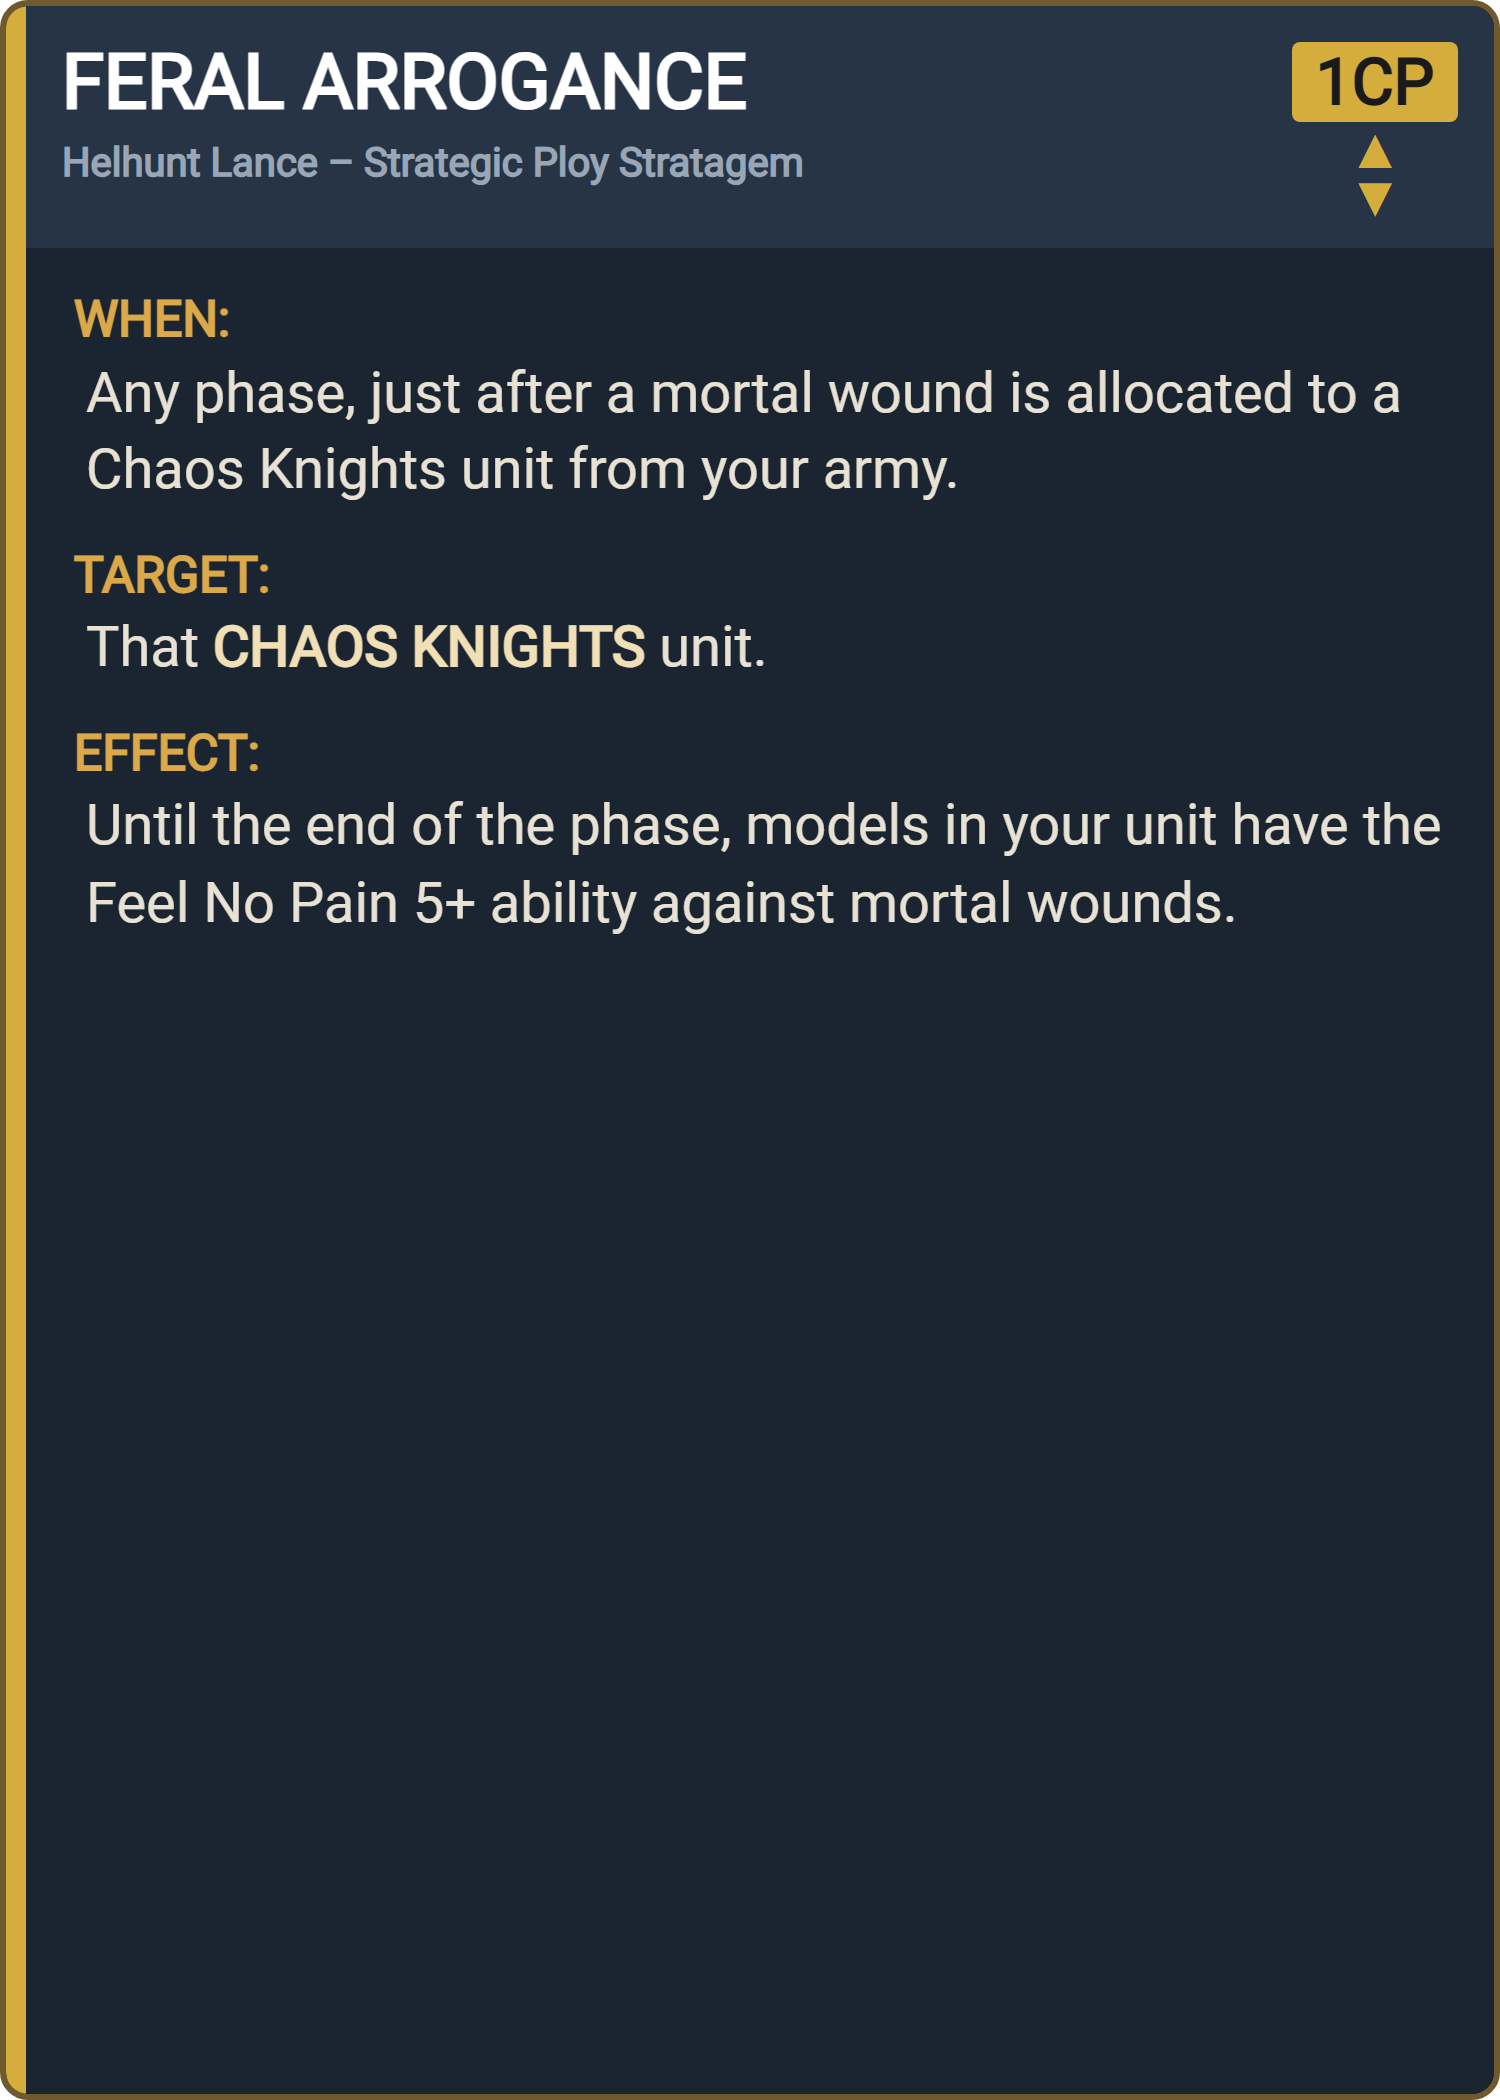 FERAL ARROGANCE
1CP
Helhunt Lance – Strategic Ploy Stratagem
WHEN:
Any phase, just after a mortal wound is allocated to a
Chaos Knights unit from your army.
TARGET:
That CHAOS KNIGHTS unit.
EFFECT:
Until the end of the phase, models in your unit have the
Feel No Pain 5+ ability against mortal wounds.